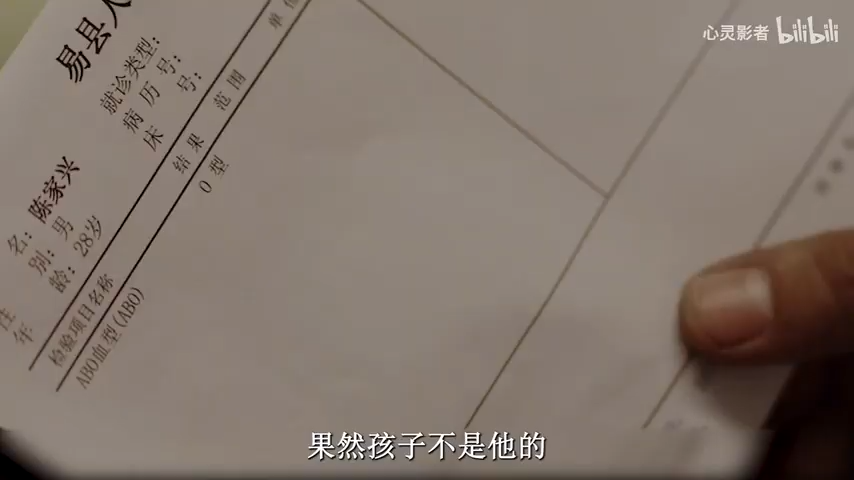 心灵影者 bilibili
易县人
就诊类型：
病历号：
床号：
姓名：陈家兴
性别：男
年龄：28岁
检验项目名称 结果 范围 单位
ABO血型(ABO) O型
果然孩子不是他的